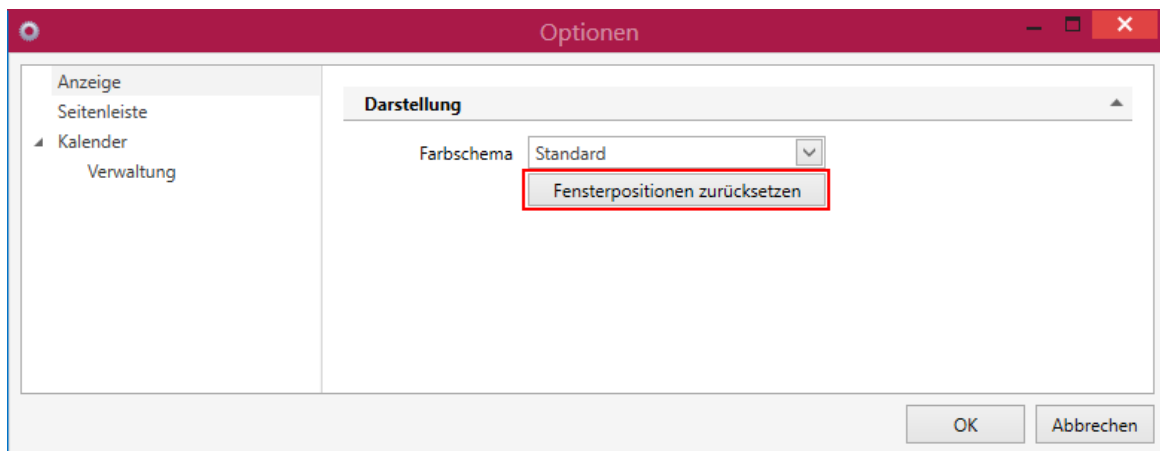 Optionen
Anzeige
Seitenleiste
Kalender
Verwaltung
Darstellung
Farbschema Standard
Fensterpositionen zurücksetzen
OK Abbrechen